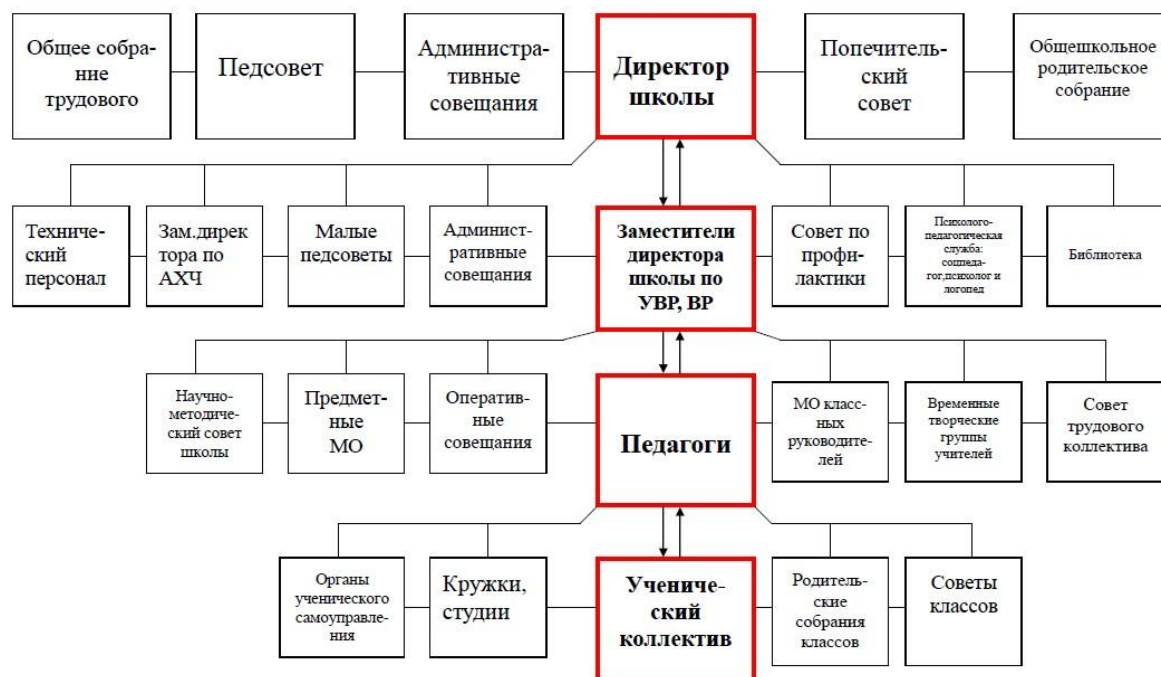 Общее собра-
ние
трудового
Педсовет
Администра-
тивные
совещания
Директор
школы
Попечитель-
ский
совет
Общешкольное
родительское
собрание
Технический
персонал
Зам.дирек
тора по
АХЧ
Малые
педсоветы
Админист-
ративные
совещания
Заместители
директора
школы по
УВР, ВР
Совет по
профи-
лактики
Психолого-
педагогическая
служба:
соцпеда-
гог,психолог и
логопед
Библиотека
Научно-
методиче-
ский совет
школы
Предмет-
ные
МО
Оператив-
ные
совещания
Педагоги
МО класс-
ных
руководите-
лей
Временные
творческие
группы
учителей
Совет
трудового
коллектива
Органы
ученического
самоуправле-
ния
Кружки,
студии
Учениче-
ский
коллектив
Родитель-
ские
собрания
классов
Советы
классов